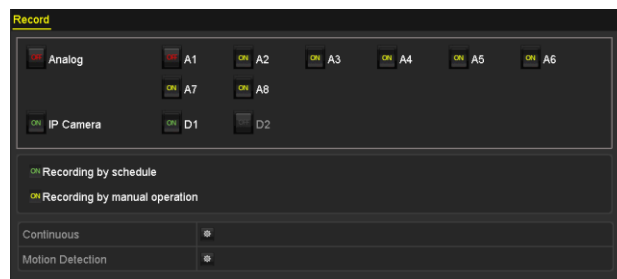 Record
OFF Analog OFF A1 ON A2 ON A3 ON A4 ON A5 ON A6
ON A7 ON A8
ON IP Camera ON D1 D2
ON Recording by schedule
ON Recording by manual operation
Continuous
Motion Detection